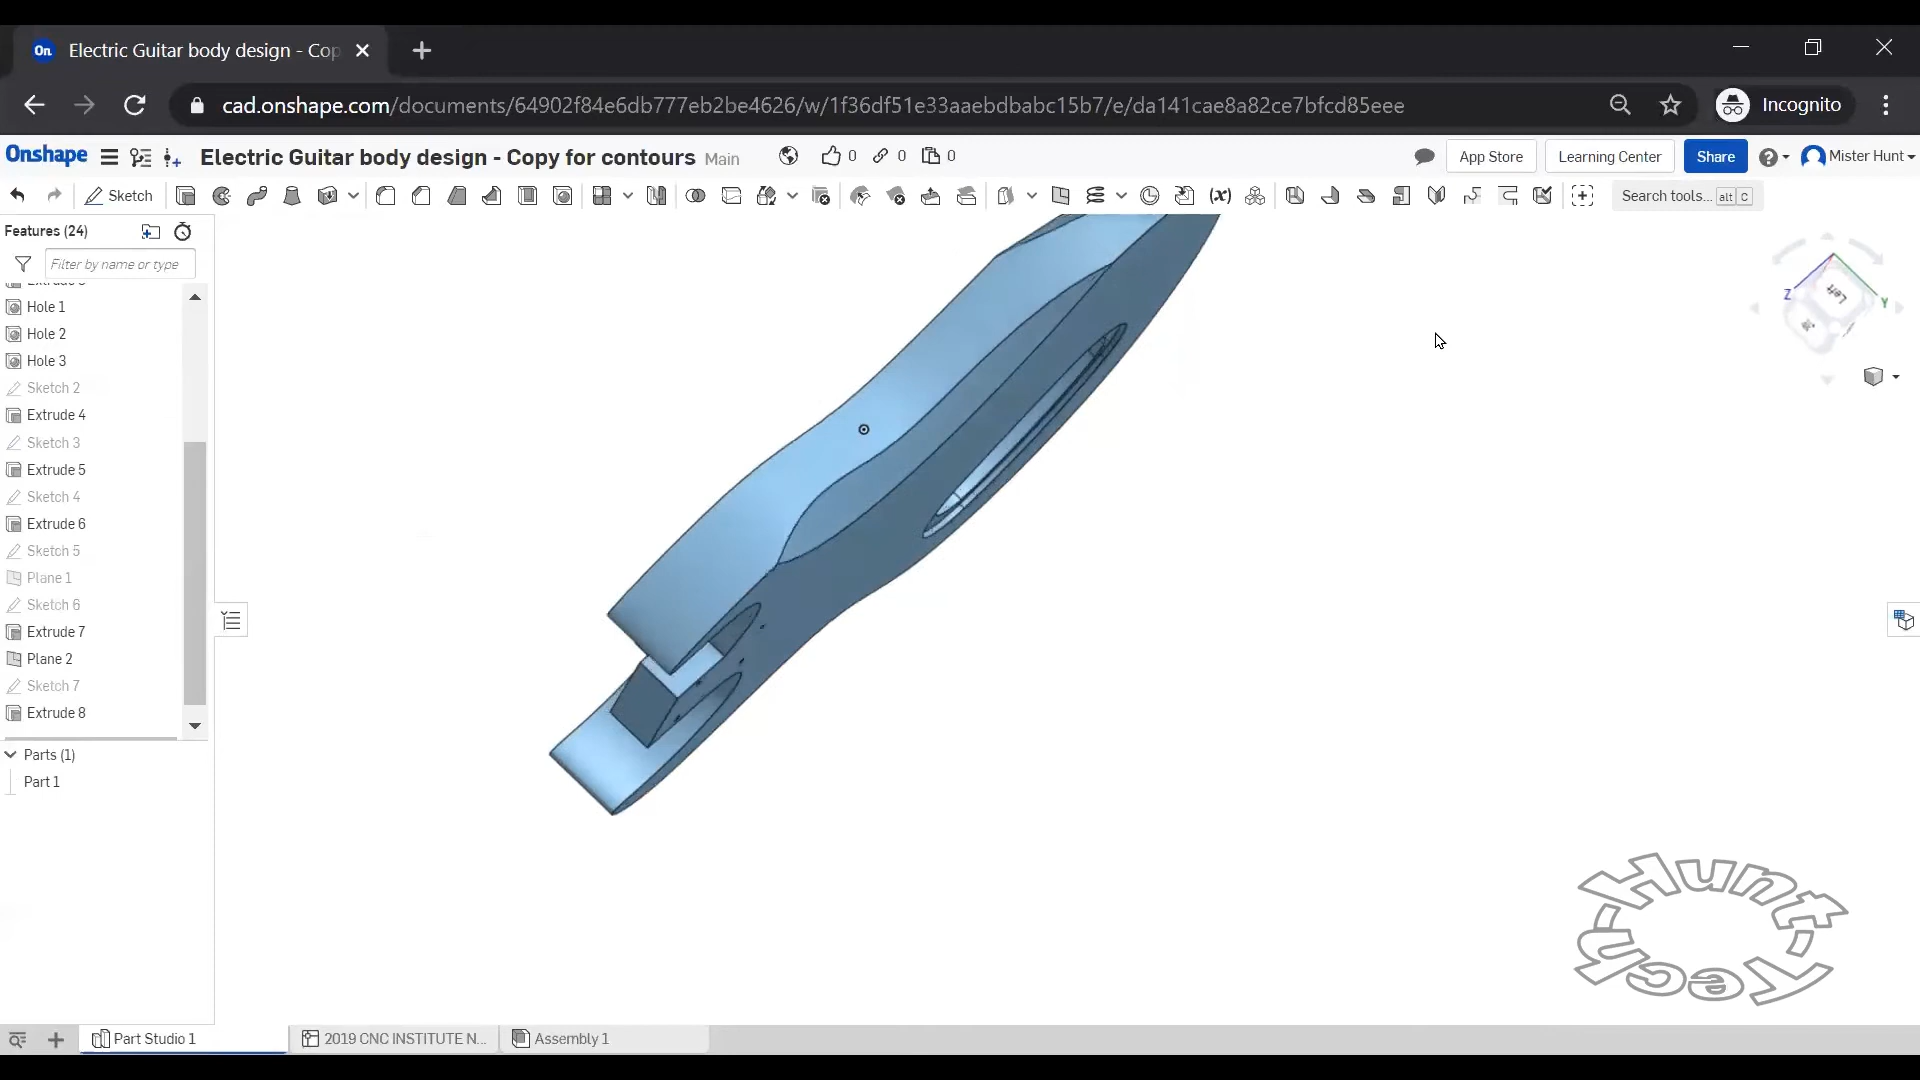 On. Electric Guitar body design - Cop
cad.onshape.com/documents/64902f84e6db777eb2be4626/w/1f36df51e33aaebdbabc15b7/e/da141cae8a82ce7bfcd85eee
Incognito
Onshape
Electric Guitar body design - Copy for contours Main
0 0 0
App Store
Learning Center
Share
Mister Hunt
Sketch
Search tools... alt C
Features (24)
Filter by name or type
Hole 1
Hole 2
Hole 3
Sketch 2
Extrude 4
Sketch 3
Extrude 5
Sketch 4
Extrude 6
Sketch 5
Plane 1
Sketch 6
Extrude 7
Plane 2
Sketch 7
Extrude 8
Parts (1)
Part 1
Z
Left
Y
Hunt
Tech
Part Studio 1
2019 CNC INSTITUTE N...
Assembly 1